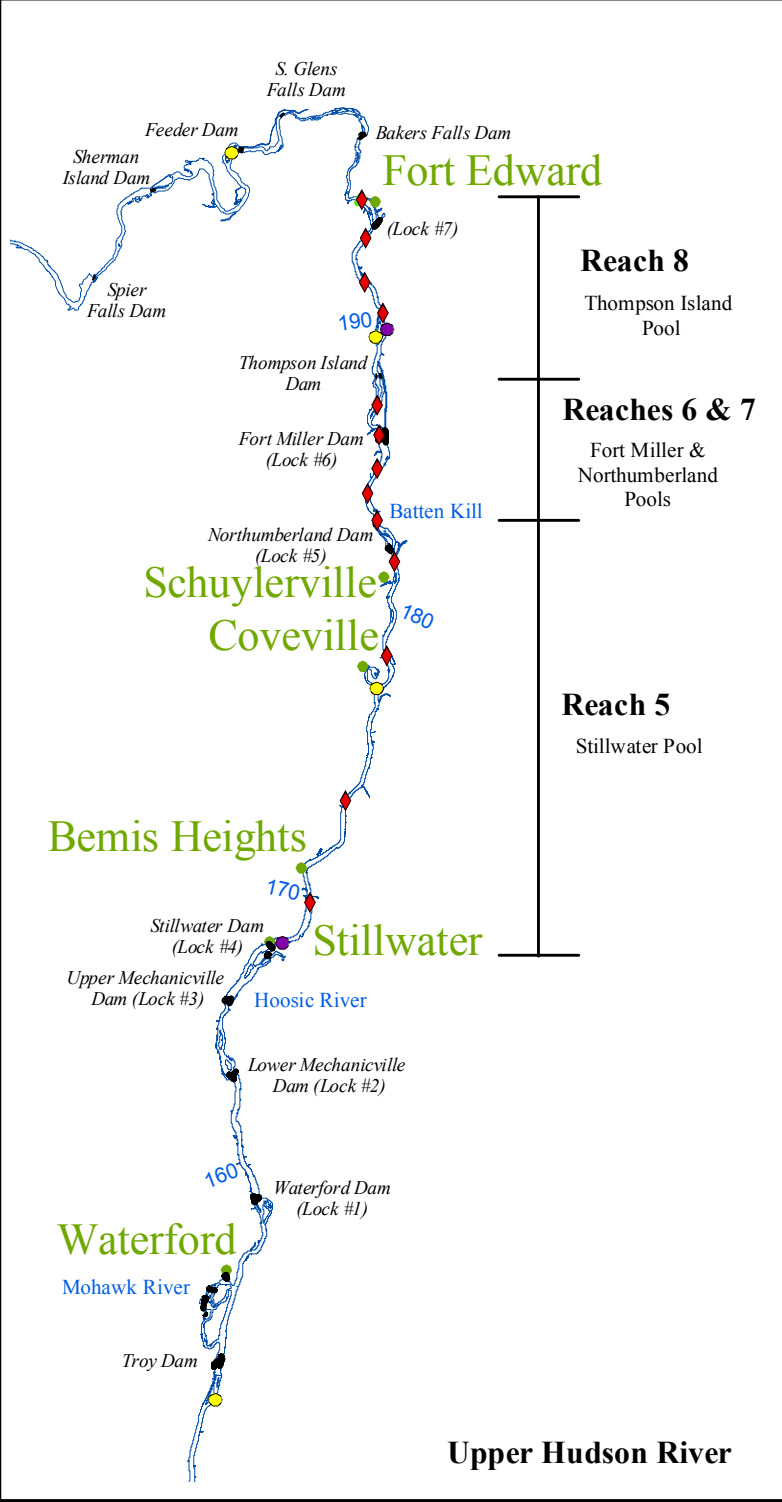 S. Glens
Falls Dam
Feeder Dam
Bakers Falls Dam
Sherman
Island Dam
Fort Edward
(Lock #7)
Reach 8
Spier
Falls Dam
Thompson Island
Pool
190
Thompson Island
Dam
Reaches 6 & 7
Fort Miller Dam
(Lock #6)
Fort Miller &
Northumberland
Pools
Batten Kill
Northumberland Dam
(Lock #5)
Schuylerville
180
Coveville
Reach 5
Stillwater Pool
Bemis Heights
170
Stillwater Dam
(Lock #4)
Stillwater
Upper Mechanicville
Dam (Lock #3)
Hoosic River
Lower Mechanicville
Dam (Lock #2)
160
Waterford Dam
(Lock #1)
Waterford
Mohawk River
Troy Dam
Upper Hudson River